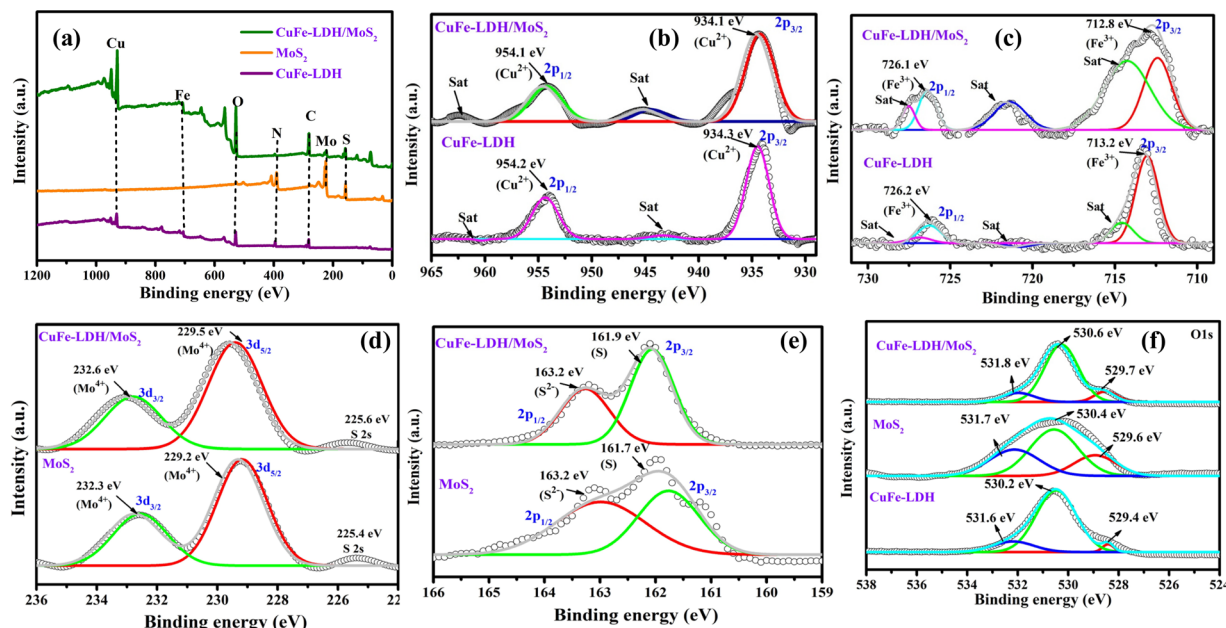 (a)
CuFe-LDH/MoS₂
MoS₂
CuFe-LDH
Cu
Fe
O
N
C
Mo
S
Intensity (a.u.)
1200 1000 800 600 400 200 0
Binding energy (eV)
(b)
CuFe-LDH/MoS₂
934.1 eV
2p₃/₂
(Cu²⁺)
954.1 eV
(Cu²⁺)
2p₁/₂
Sat
Sat
CuFe-LDH
934.3 eV
2p₃/₂
(Cu²⁺)
954.2 eV
(Cu²⁺)
2p₁/₂
Sat
Sat
Intensity (a.u.)
965 960 955 950 945 940 935 930
Binding energy (eV)
(c)
CuFe-LDH/MoS₂
712.8 eV
(Fe³⁺)
2p₃/₂
Sat
726.1 eV
(Fe³⁺)
2p₁/₂
Sat
Sat
CuFe-LDH
713.2 eV
(Fe³⁺)
2p₃/₂
Sat
726.2 eV
(Fe³⁺)
2p₁/₂
Sat
Sat
Intensity (a.u.)
730 725 720 715 710
Binding energy (eV)
(d)
CuFe-LDH/MoS₂
229.5 eV
(Mo⁴⁺)
3d₅/₂
232.6 eV
(Mo⁴⁺)
3d₃/₂
225.6 eV
S 2s
MoS₂
229.2 eV
(Mo⁴⁺)
3d₅/₂
232.3 eV
(Mo⁴⁺)
3d₃/₂
225.4 eV
S 2s
Intensity (a.u.)
236 234 232 230 228 226 22
Binding energy (eV)
(e)
CuFe-LDH/MoS₂
161.9 eV
(S)
2p₃/₂
163.2 eV
(S²⁻)
2p₁/₂
MoS₂
161.7 eV
(S)
2p₃/₂
163.2 eV
(S²⁻)
2p₁/₂
Intensity (a.u.)
166 165 164 163 162 161 160 159
Binding energy (eV)
(f)
O1s
CuFe-LDH/MoS₂
530.6 eV
531.8 eV
529.7 eV
MoS₂
530.4 eV
531.7 eV
529.6 eV
CuFe-LDH
530.2 eV
531.6 eV
529.4 eV
Intensity (a.u.)
538 536 534 532 530 528 526 524
Binding energy (eV)